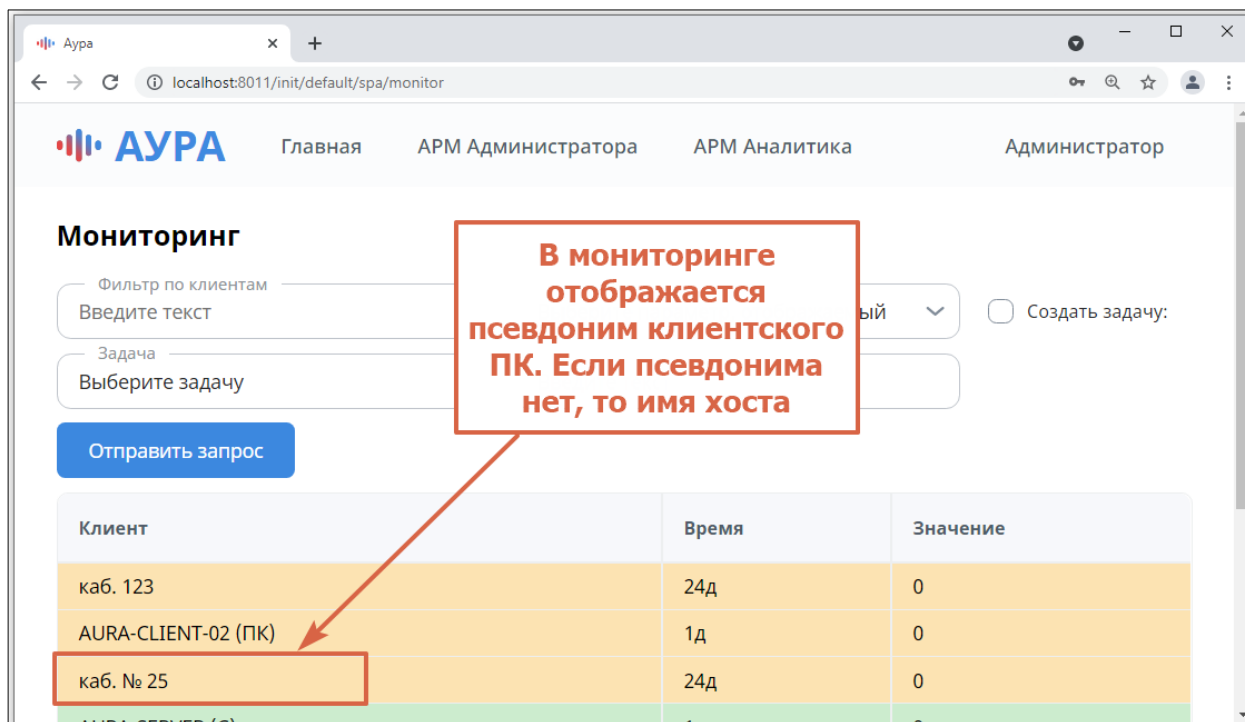 Аура
localhost:8011/init/default/spa/monitor
АУРА Главная АРМ Администратора АРМ Аналитика Администратор
Мониторинг
Фильтр по клиентам
Введите текст
ый
Создать задачу:
Задача
Выберите задачу
В мониторинге
отображается
псевдоним клиентского
ПК. Если псевдонима
нет, то имя хоста
Отправить запрос
Клиент Время Значение
каб. 123 24д 0
AURA-CLIENT-02 (ПК) 1д 0
каб. № 25 24д 0